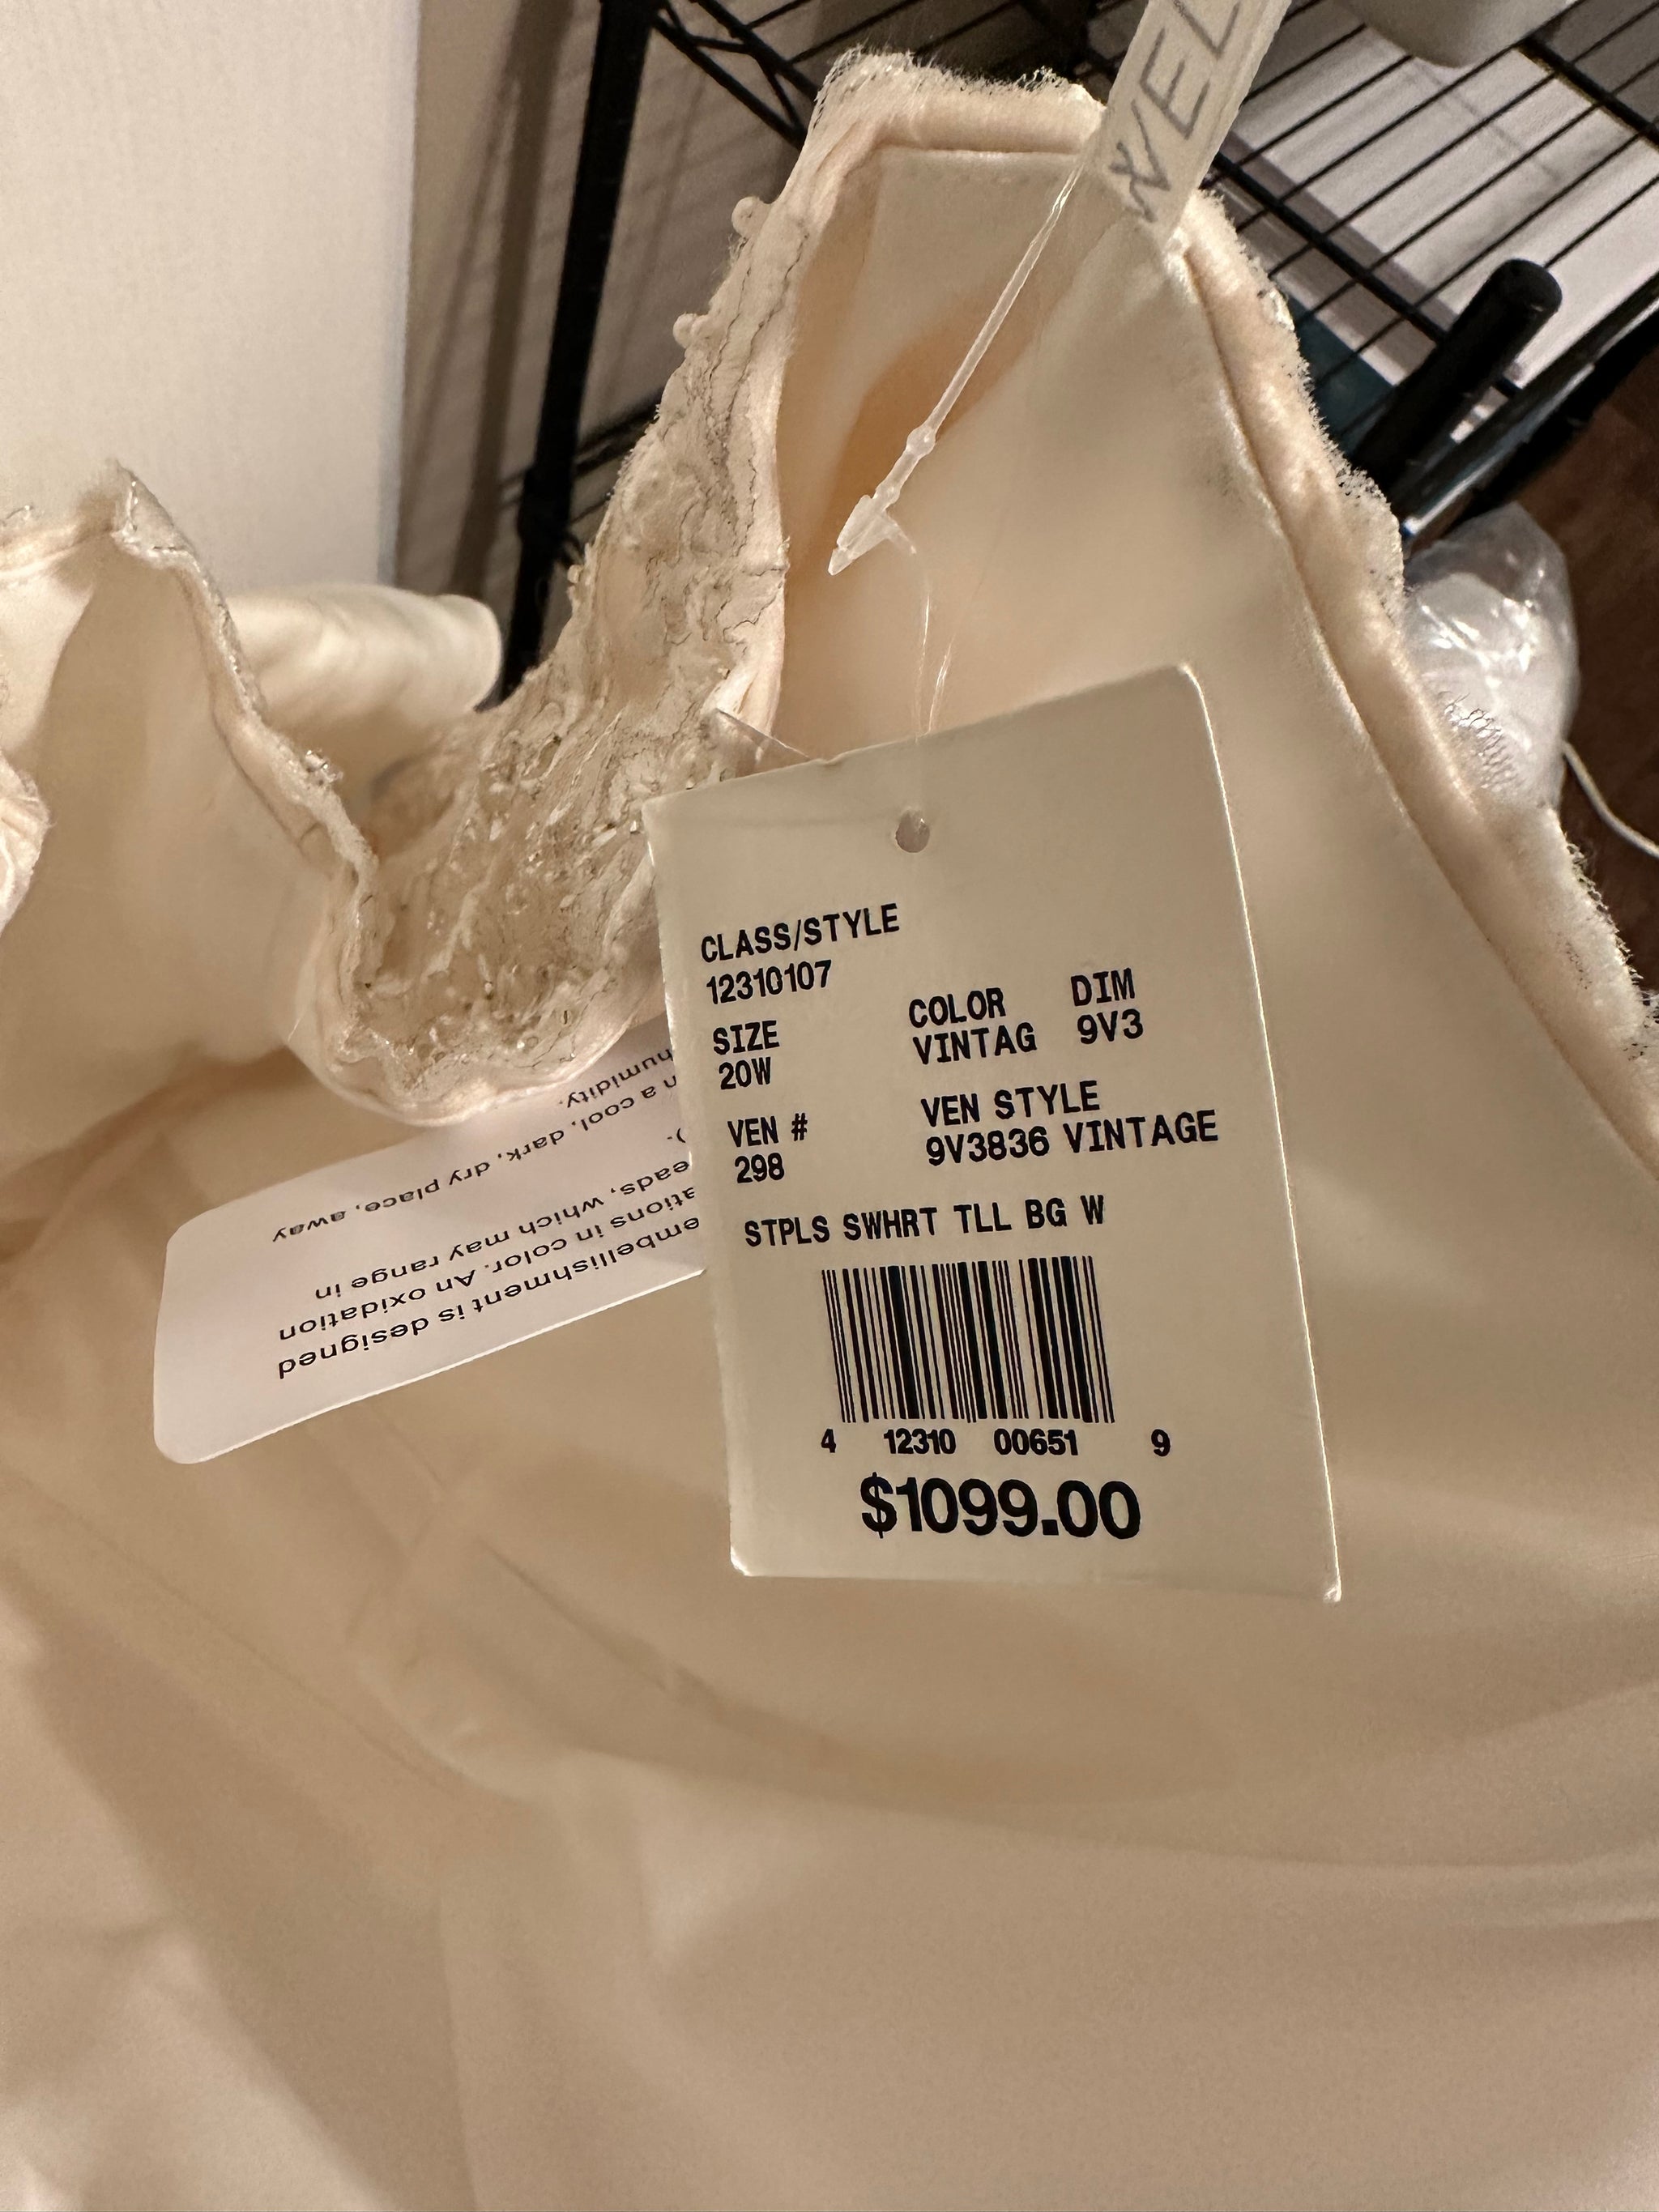 WEL
CLASS/STYLE
12310107
SIZE COLOR DIM
20W VINTAG 9V3
VEN # VEN STYLE
298 9V3836 VINTAGE
STPLS SWHRT TLL BG W
4 12310 00651 9
$1099.00
embellishment is designed
in color. An oxidation
which may range in
a cool, dark, dry place, away
humidity.